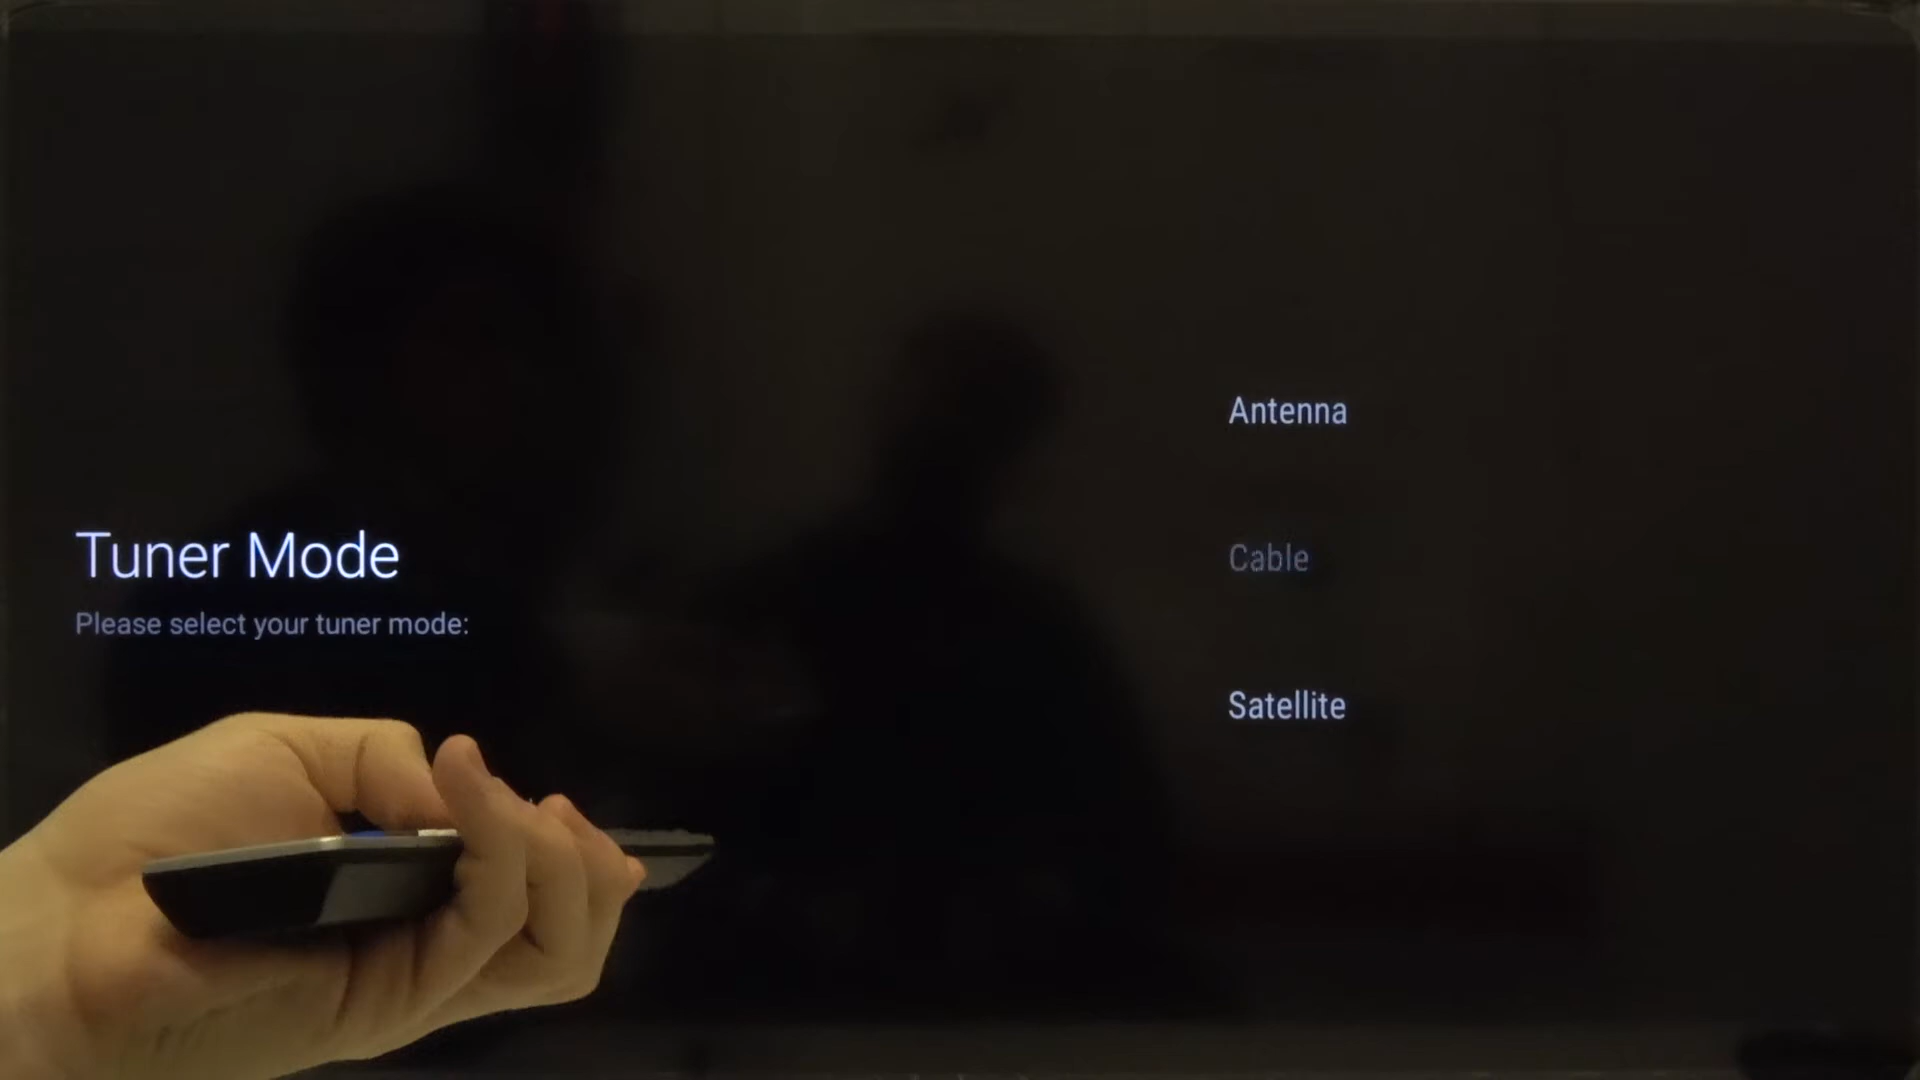 Tuner Mode
Please select your tuner mode:
Antenna
Cable
Satellite